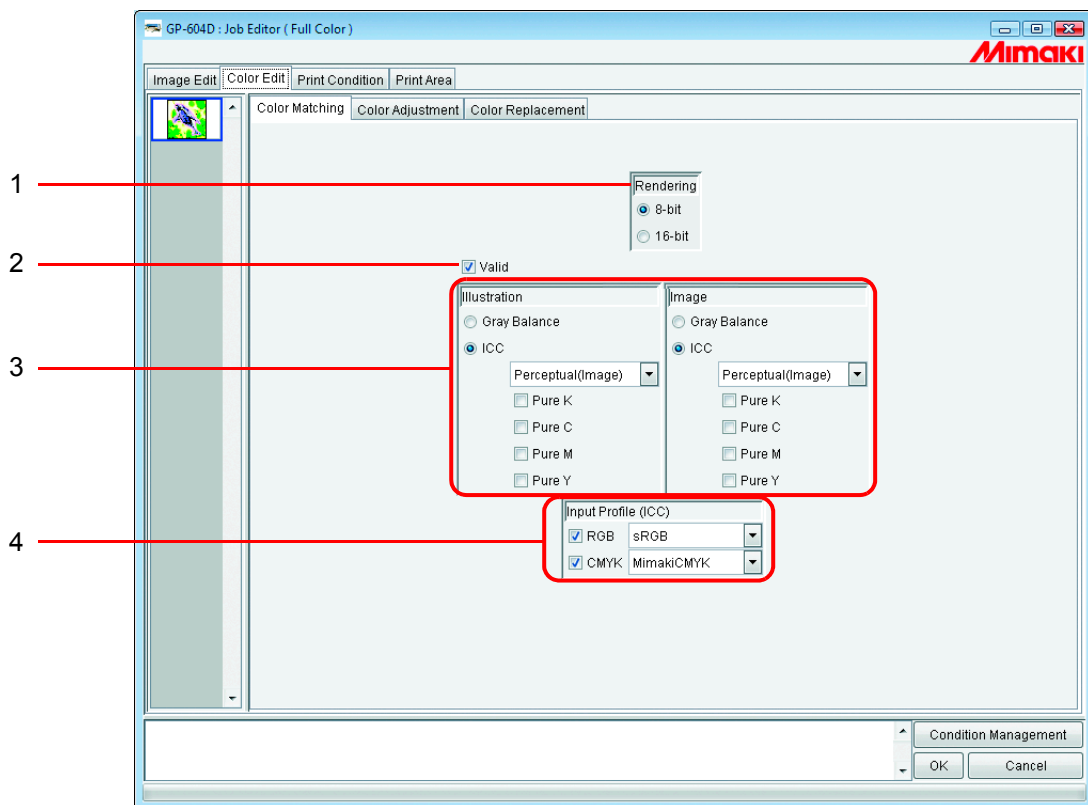 GP-604D : Job Editor ( Full Color )
Mimaki
Image Edit Color Edit Print Condition Print Area
Color Matching Color Adjustment Color Replacement
1
Rendering
8-bit
16-bit
2
Valid
3
Illustration
Gray Balance
ICC
Perceptual(Image)
Pure K
Pure C
Pure M
Pure Y
Image
Gray Balance
ICC
Perceptual(Image)
Pure K
Pure C
Pure M
Pure Y
4
Input Profile (ICC)
RGB sRGB
CMYK MimakiCMYK
Condition Management
OK Cancel